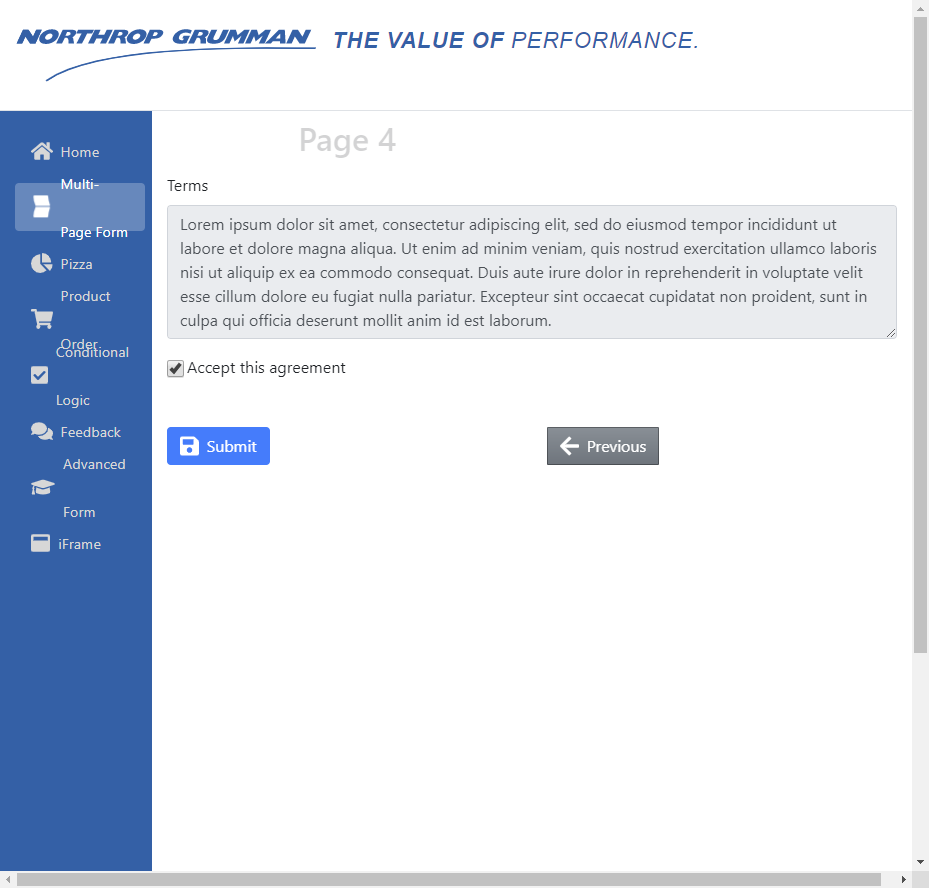 NORTHROP GRUMMAN THE VALUE OF PERFORMANCE.
Home
Multi-
Page Form
Pizza
Product
Order
Conditional
Logic
Feedback
Advanced
Form
iFrame
Page 4
Terms
Lorem ipsum dolor sit amet, consectetur adipiscing elit, sed do eiusmod tempor incididunt ut
labore et dolore magna aliqua. Ut enim ad minim veniam, quis nostrud exercitation ullamco laboris
nisi ut aliquip ex ea commodo consequat. Duis aute irure dolor in reprehenderit in voluptate velit
esse cillum dolore eu fugiat nulla pariatur. Excepteur sint occaecat cupidatat non proident, sunt in
culpa qui officia deserunt mollit anim id est laborum.
Accept this agreement
Submit
Previous